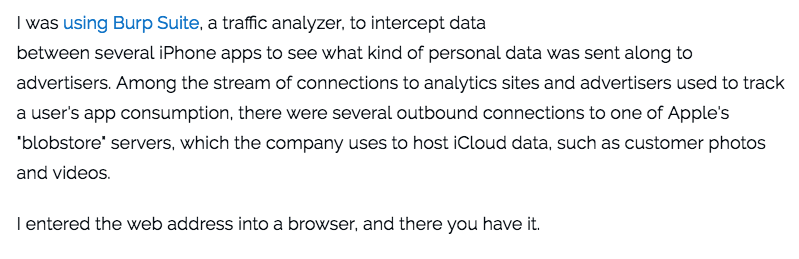 I was using Burp Suite, a traffic analyzer, to intercept data
between several iPhone apps to see what kind of personal data was sent along to
advertisers. Among the stream of connections to analytics sites and advertisers used to track
a user's app consumption, there were several outbound connections to one of Apple's
"blobstore" servers, which the company uses to host iCloud data, such as customer photos
and videos.
I entered the web address into a browser, and there you have it.